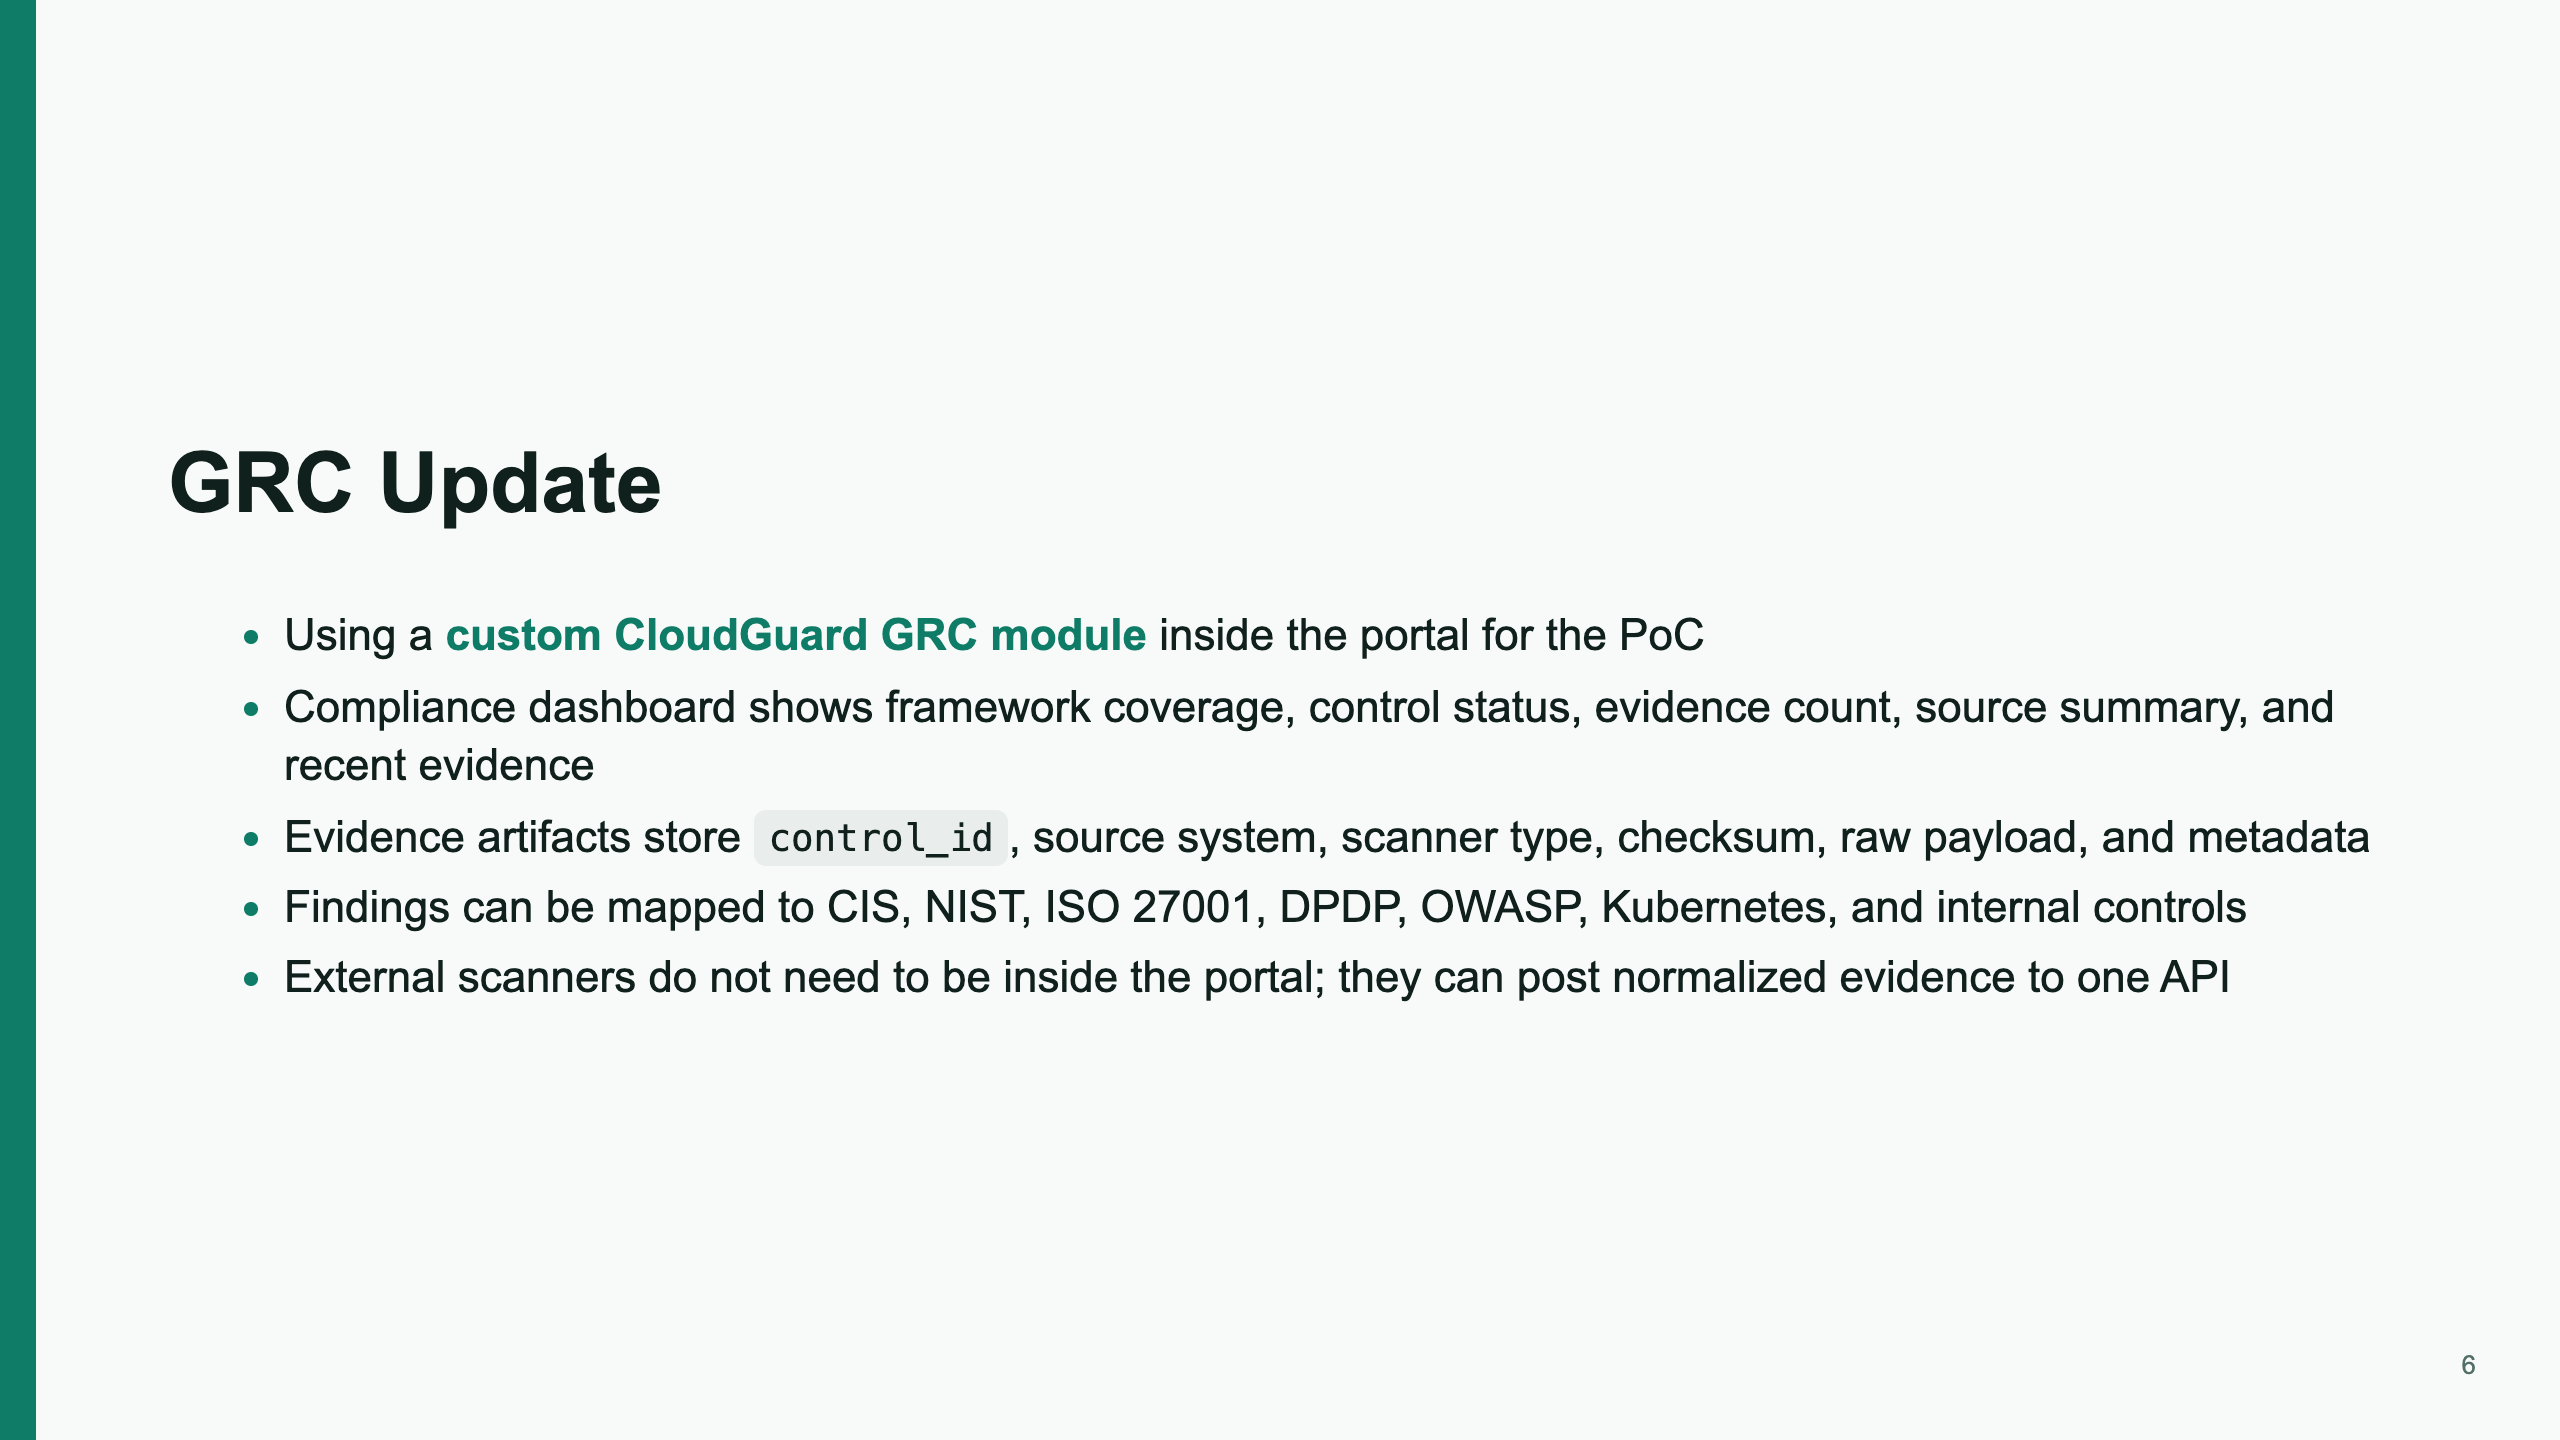 GRC Update
• Using a custom CloudGuard GRC module inside the portal for the PoC
• Compliance dashboard shows framework coverage, control status, evidence count, source summary, and
recent evidence
• Evidence artifacts store control_id, source system, scanner type, checksum, raw payload, and metadata
• Findings can be mapped to CIS, NIST, ISO 27001, DPDP, OWASP, Kubernetes, and internal controls
• External scanners do not need to be inside the portal; they can post normalized evidence to one API
6